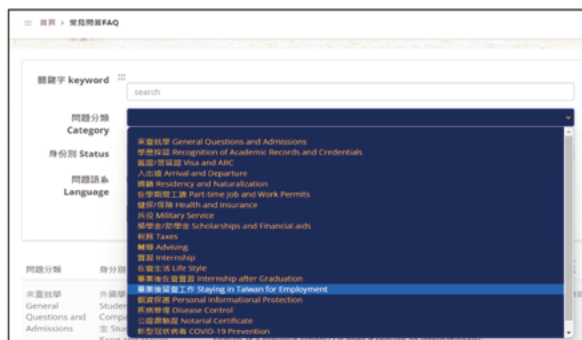 首頁 > 常見問答FAQ
關鍵字 keyword
search
問題分類
Category
身份別 Status
問題語系
Language
來臺就學 General Questions and Admissions
學歷採認 Recognition of Academic Records and Credentials
簽證/居留證 Visa and ARC
入出境 Arrival and Departure
國籍 Residency and Naturalization
在學期間工讀 Part-time Job and Work Permits
健保/保險 Health and Insurance
兵役 Military Service
獎學金/助學金 Scholarships and Financial aids
稅務 Taxes
輔導 Advising
實習 Internship
在臺生活 Life Style
畢業後在臺實習 Internship after Graduation
畢業後留臺工作 Staying in Taiwan for Employment
個資保護 Personal Informational Protection
疾病管理 Disease Control
公證書驗證 Notarial Certificate
新型冠狀病毒 COVID-19 Prevention
問題分類
身分別
來臺就學
General
Questions and
Admissions
外國學
Studen
生 Stud